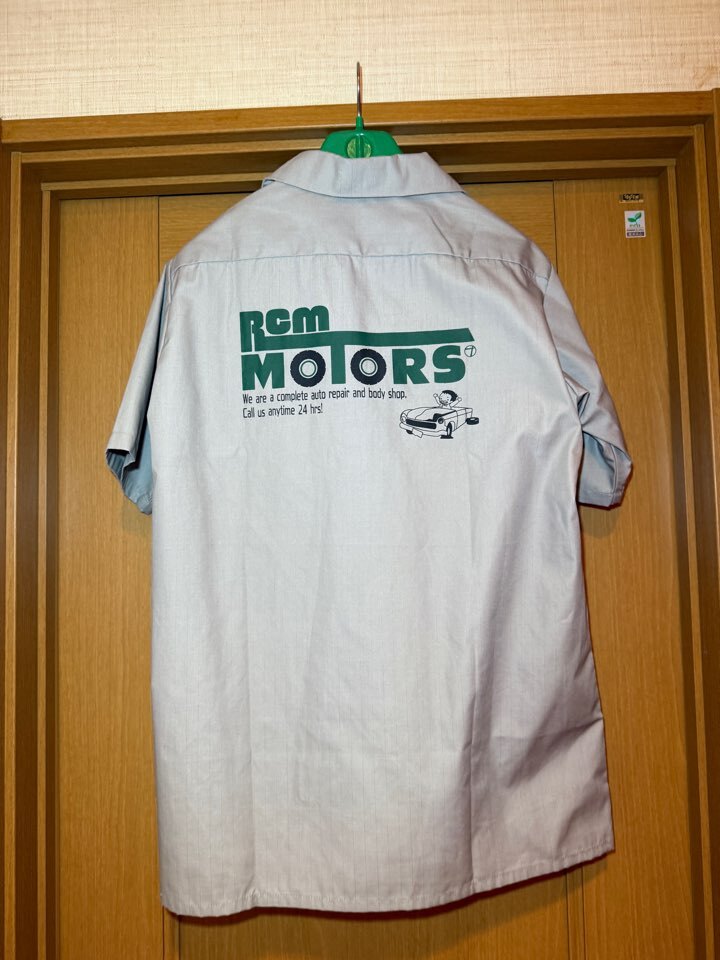 RCM
MOTORS
We are a complete auto repair and body shop.
Call us anytime 24 hrs!